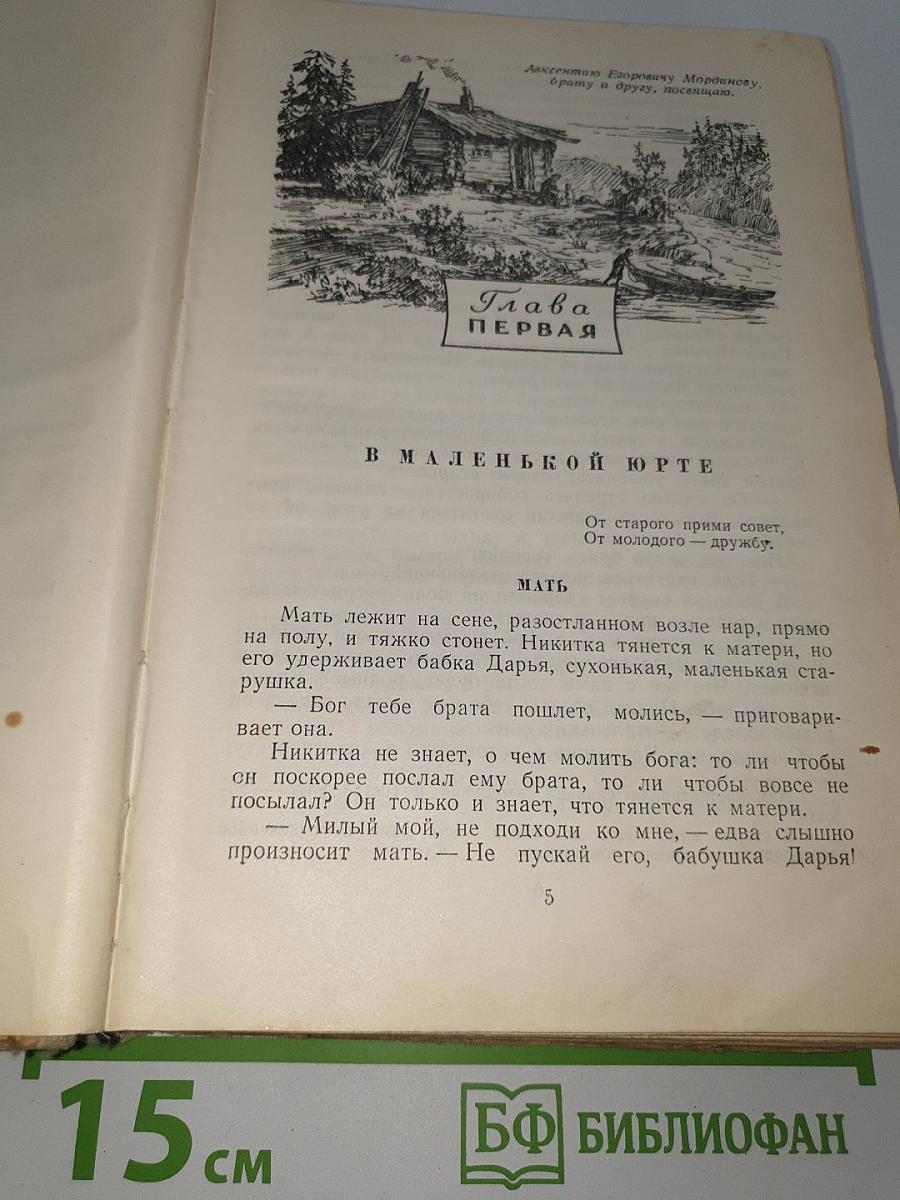 Авксентию Егоровичу Мординову,
брату и другу, посвящаю.
Глава
ПЕРВАЯ
В МАЛЕНЬКОЙ ЮРТЕ
От старого прими совет,
От молодого — дружбу.
МАТЬ
Мать лежит на сене, разостланном возле нар, прямо
на полу, и тяжко стонет. Никитка тянется к матери, но
его удерживает бабка Дарья, сухонькая, маленькая ста-
рушка.
— Бог тебе брата пошлет, молись, — приговари-
вает она.
Никитка не знает, о чем молить бога: то ли чтобы
он поскорее послал ему брата, то ли чтобы вовсе не
посылал? Он только и знает, что тянется к матери.
— Милый мой, не подходи ко мне, — едва слышно
произносит мать. — Не пускай его, бабушка Дарья!
5
15 см
БФ БИБЛИОФАН